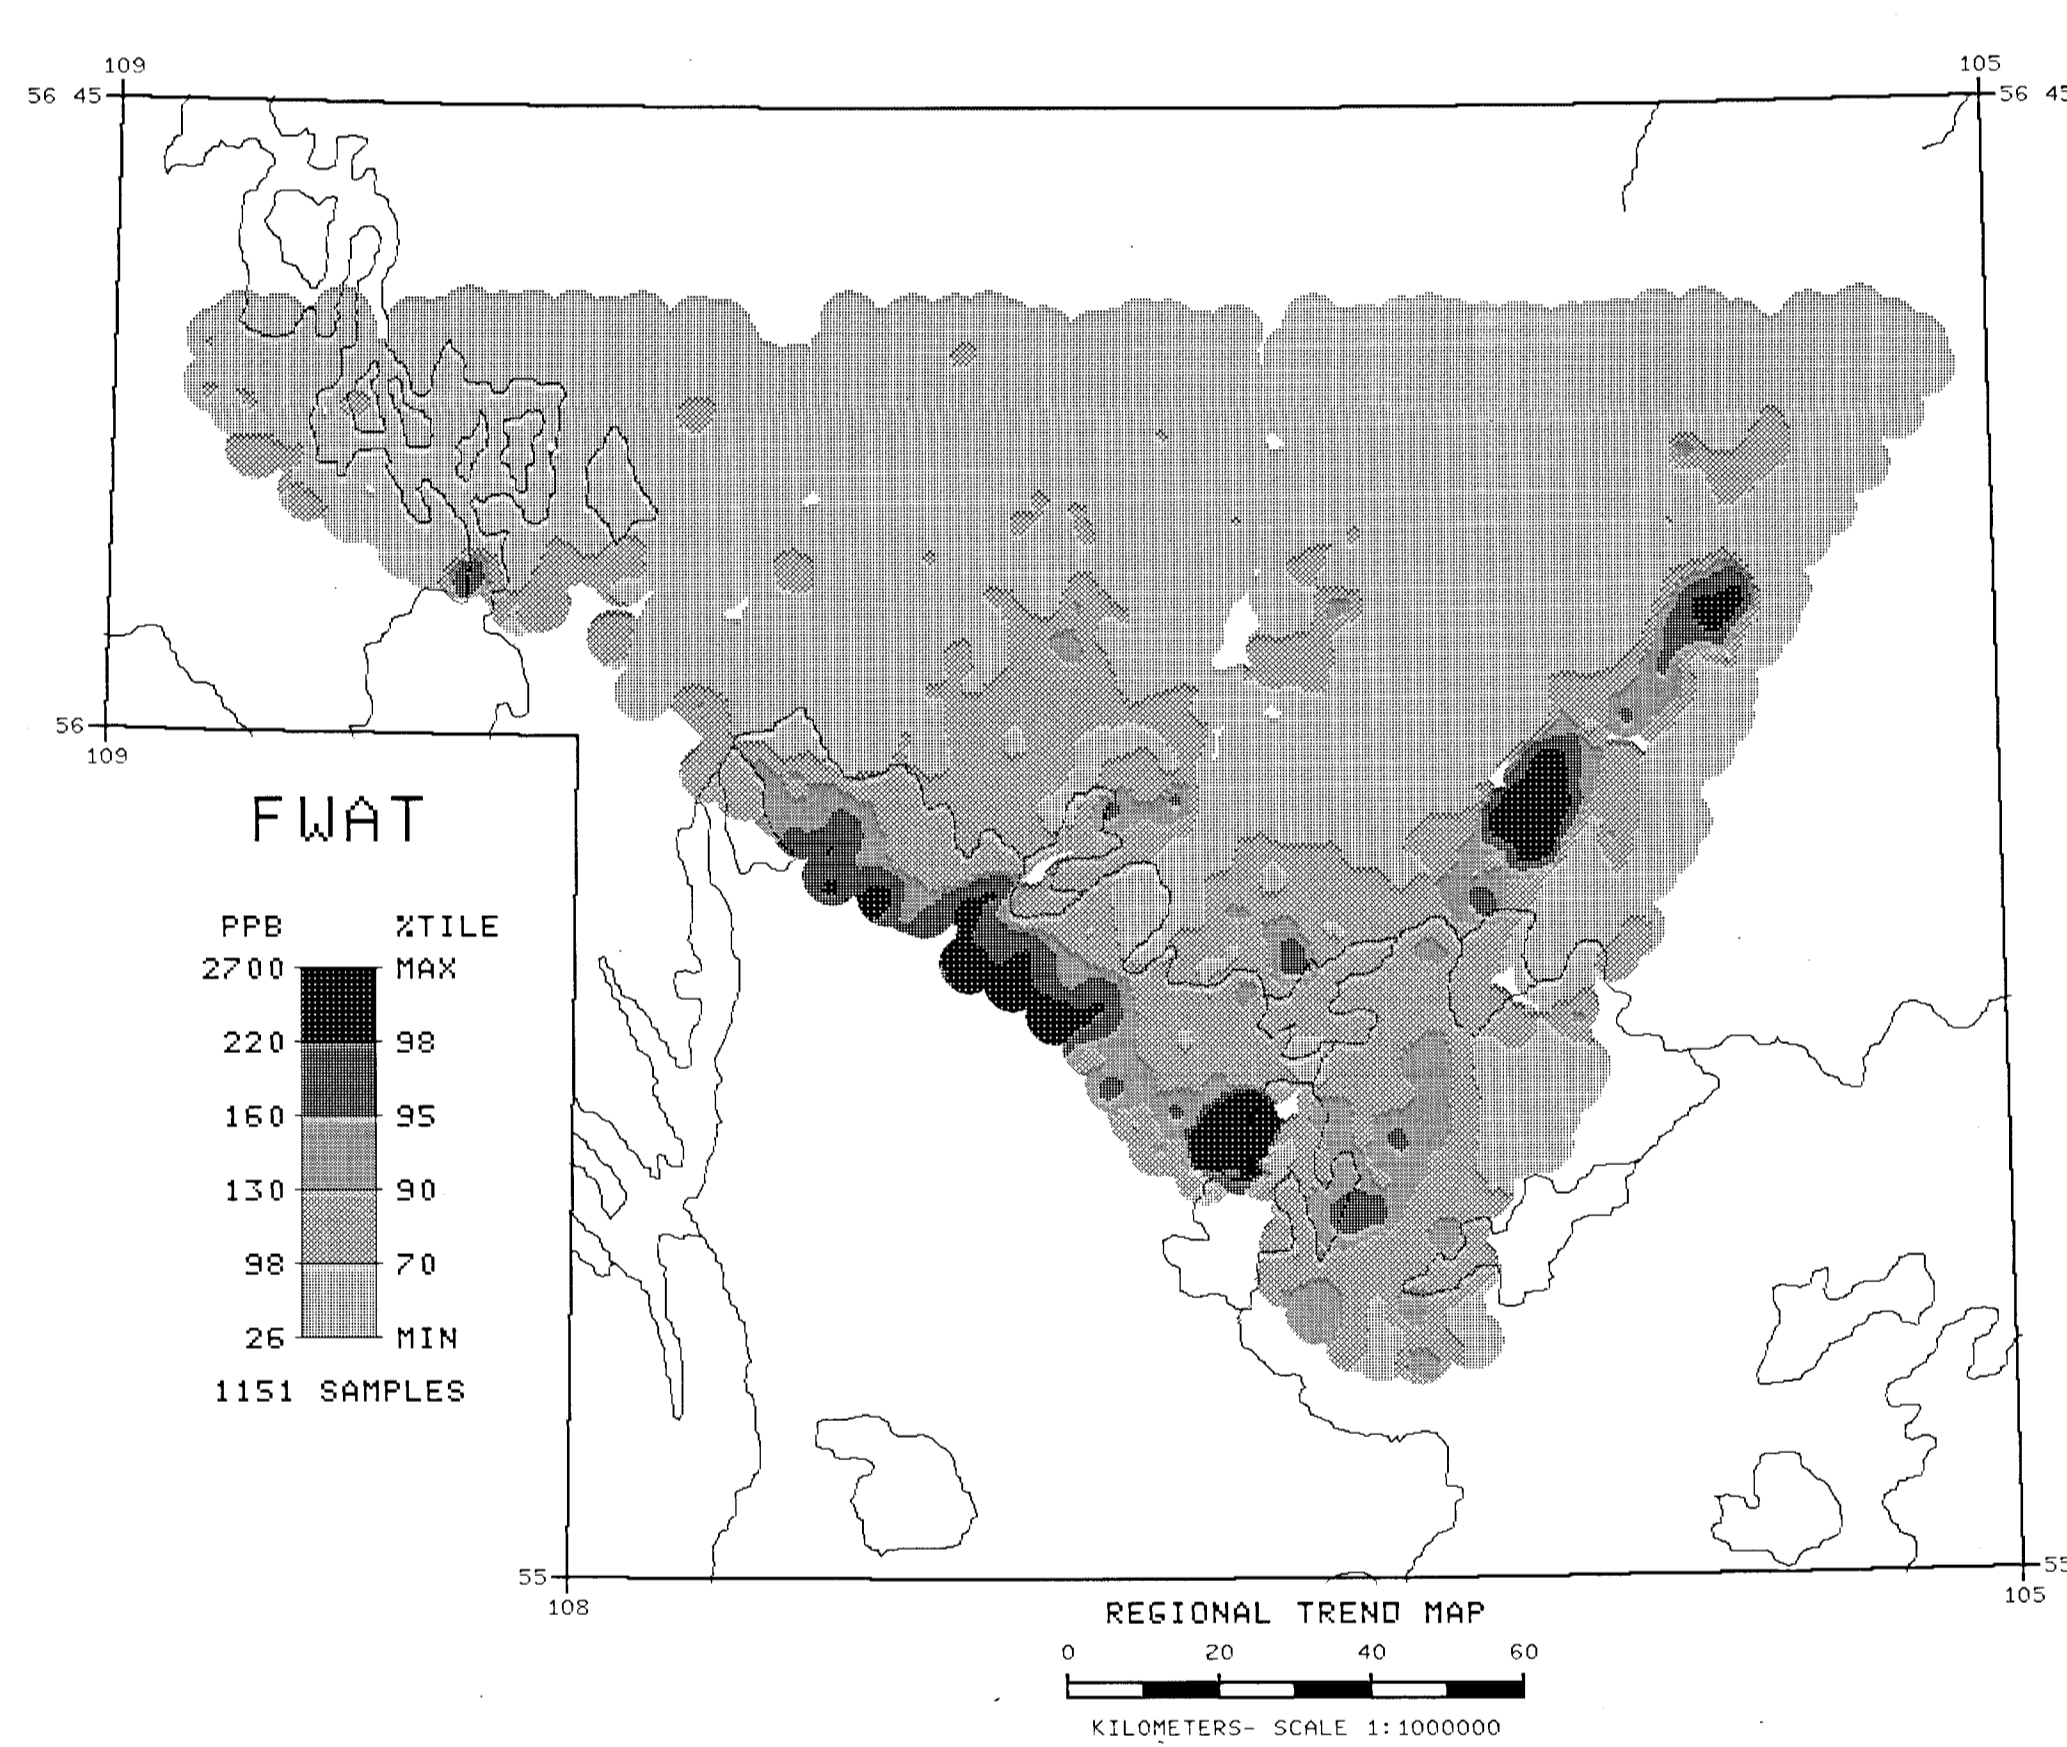 109 105
56 45 56 45
56
109
FWAT
PPB %TILE
2700 MAX
220 98
160 95
130 90
98 70
26 MIN
1151 SAMPLES
55 55
108 105
REGIONAL TREND MAP
0 20 40 60
KILOMETERS- SCALE 1:1000000